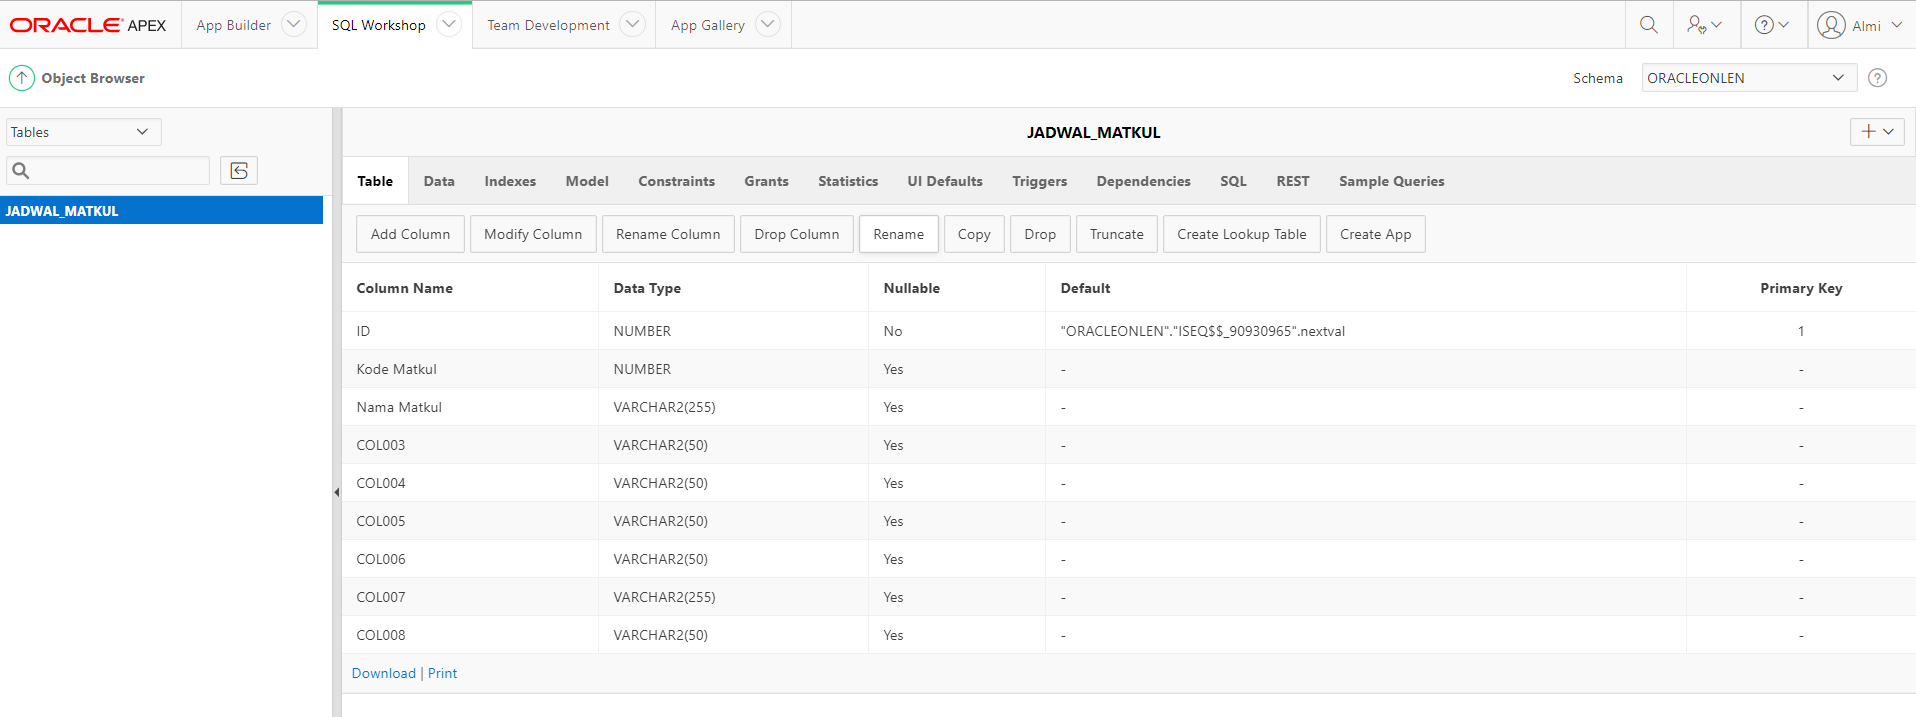 ORACLE APEX App Builder SQL Workshop Team Development App Gallery Almi
Object Browser Schema ORACLEONLEN
Tables
JADWAL_MATKUL
JADWAL_MATKUL
Table Data Indexes Model Constraints Grants Statistics UI Defaults Triggers Dependencies SQL REST Sample Queries
Add Column Modify Column Rename Column Drop Column Rename Copy Drop Truncate Create Lookup Table Create App
Column Name Data Type Nullable Default Primary Key
ID NUMBER No "ORACLEONLEN"."ISEQ$$_90930965".nextval 1
Kode Matkul NUMBER Yes - -
Nama Matkul VARCHAR2(255) Yes - -
COL003 VARCHAR2(50) Yes - -
COL004 VARCHAR2(50) Yes - -
COL005 VARCHAR2(50) Yes - -
COL006 VARCHAR2(50) Yes - -
COL007 VARCHAR2(255) Yes - -
COL008 VARCHAR2(50) Yes - -
Download | Print